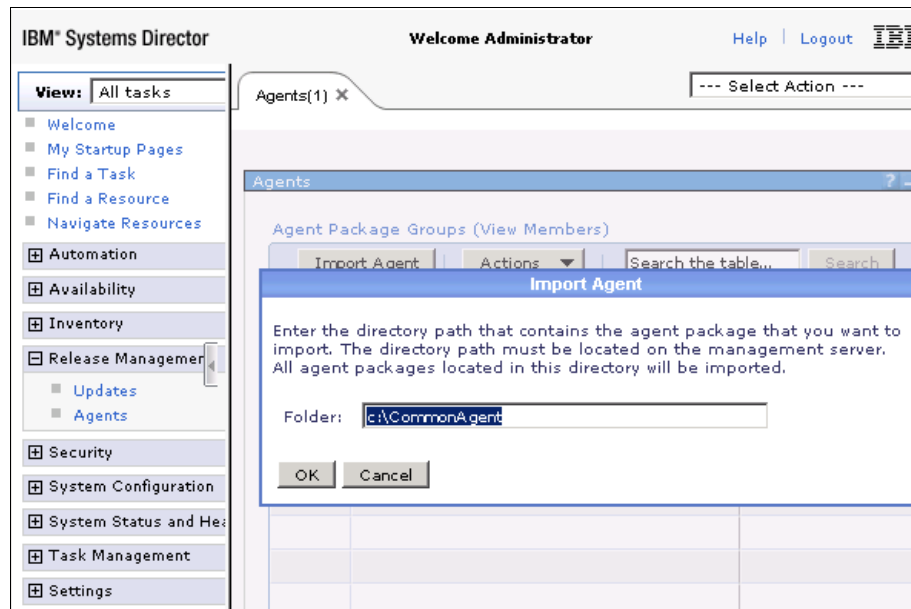 IBM® Systems Director
Welcome Administrator
Help
Logout
IBM
View: All tasks
Agents(1)
--- Select Action ---
Welcome
My Startup Pages
Find a Task
Find a Resource
Navigate Resources
Automation
Availability
Inventory
Release Managemen
Updates
Agents
Security
System Configuration
System Status and Hea
Task Management
Settings
Agents
?
Agent Package Groups (View Members)
Import Agent
Actions
Search the table...
Search
Import Agent
Enter the directory path that contains the agent package that you want to
import. The directory path must be located on the management server.
All agent packages located in this directory will be imported.
Folder: c:\CommonAgent
OK
Cancel